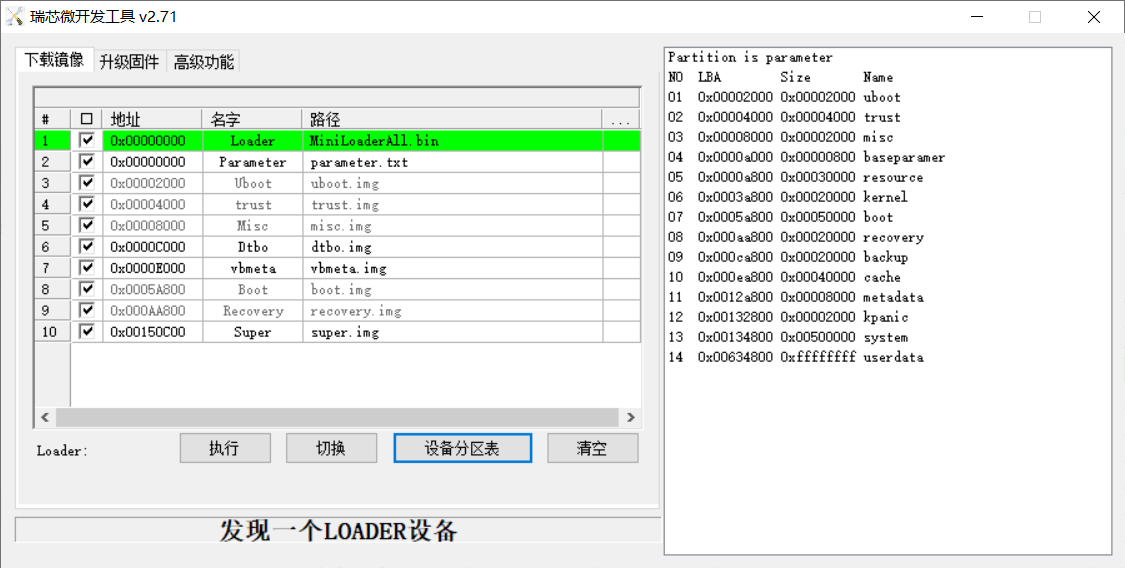 瑞芯微开发工具 v2.71
下载镜像 升级固件 高级功能
# 地址 名字 路径 ...
1 0x00000000 Loader MiniLoaderAll.bin
2 0x00000000 Parameter parameter.txt
3 0x00002000 Uboot uboot.img
4 0x00004000 trust trust.img
5 0x00008000 Misc misc.img
6 0x0000C000 Dtbo dtbo.img
7 0x0000E000 vbmeta vbmeta.img
8 0x0005A800 Boot boot.img
9 0x000AA800 Recovery recovery.img
10 0x00150C00 Super super.img
Loader: 执行 切换 设备分区表 清空
发现一个LOADER设备
Partition is parameter
NO LBA Size Name
01 0x00002000 0x00002000 uboot
02 0x00004000 0x00004000 trust
03 0x00008000 0x00002000 misc
04 0x0000a000 0x00000800 baseparamer
05 0x0000a800 0x00030000 resource
06 0x0003a800 0x00020000 kernel
07 0x0005a800 0x00050000 boot
08 0x000aa800 0x00020000 recovery
09 0x000ca800 0x00020000 backup
10 0x000ea800 0x00040000 cache
11 0x0012a800 0x00008000 metadata
12 0x00132800 0x00002000 kpanic
13 0x00134800 0x00500000 system
14 0x00634800 0xffffffff userdata